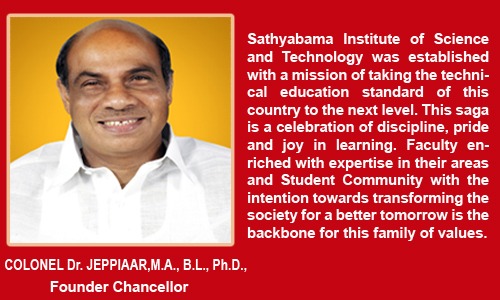 Sathyabama Institute of Science
and Technology was established
with a mission of taking the techni-
cal education standard of this
country to the next level. This saga
is a celebration of discipline, pride
and joy in learning. Faculty en-
riched with expertise in their areas
and Student Community with the
intention towards transforming the
society for a better tomorrow is the
backbone for this family of values.
COLONEL Dr. JEPPIAAR,M.A., B.L., Ph.D.,
Founder Chancellor